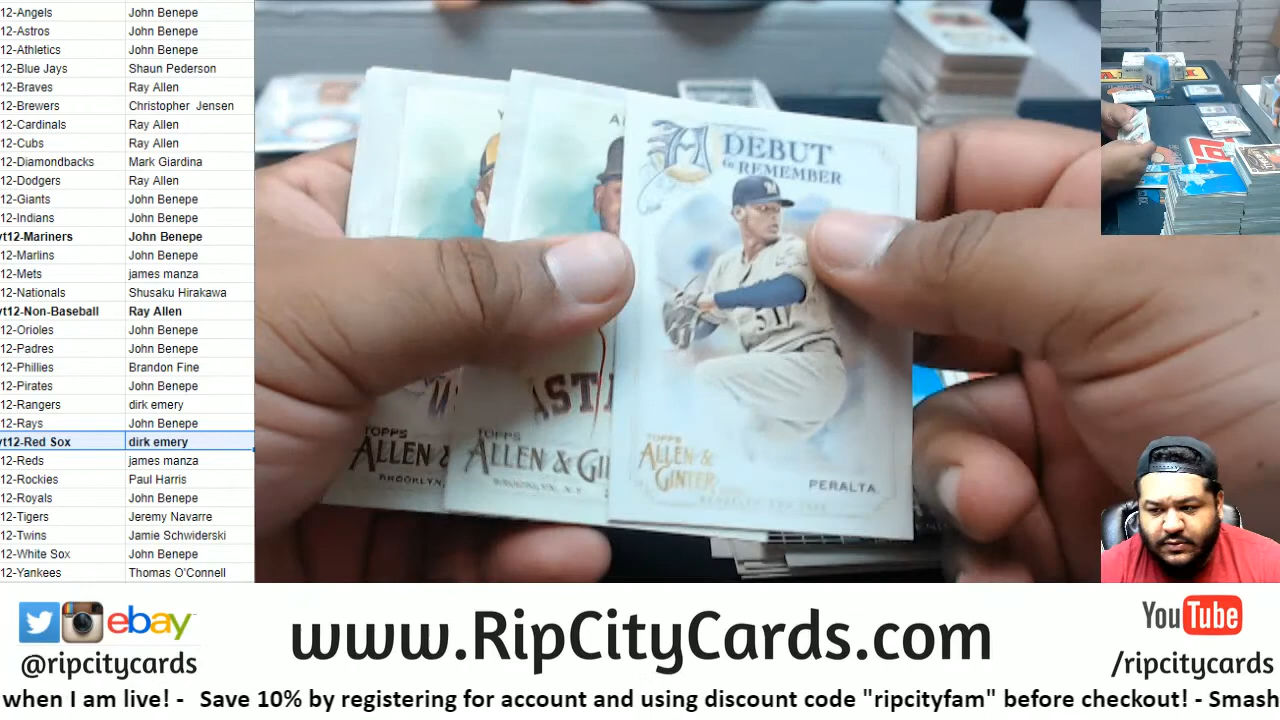 12-Angels John Benepe
12-Astros John Benepe
12-Athletics John Benepe
12-Blue Jays Shaun Pederson
12-Braves Ray Allen
12-Brewers Christopher Jensen
12-Cardinals Ray Allen
12-Cubs Ray Allen
12-Diamondbacks Mark Giardina
12-Dodgers Ray Allen
12-Giants John Benepe
12-Indians John Benepe
yt12-Mariners John Benepe
12-Marlins John Benepe
12-Mets james manza
12-Nationals Shusaku Hirakawa
yt12-Non-Baseball Ray Allen
12-Orioles John Benepe
12-Padres John Benepe
12-Phillies Brandon Fine
12-Pirates John Benepe
12-Rangers dirk emery
12-Rays John Benepe
yt12-Red Sox dirk emery
12-Reds james manza
12-Rockies Paul Harris
12-Royals John Benepe
12-Tigers Jeremy Navarre
12-Twins Jamie Schwiderski
12-White Sox John Benepe
12-Yankees Thomas O'Connell
A DEBUT
to REMEMBER
51
TOPPS
ALLEN &
GINTER
PERALTA
AST
TOPPS
ALLEN & GI
BROOKLYN, N.Y.
TOPPS
ALLEN &
BROOKLYN,
ebay
@ripcitycards
www.RipCityCards.com
YouTube
/ripcitycards
when I am live! - Save 10% by registering for account and using discount code "ripcityfam" before checkout! - Smash